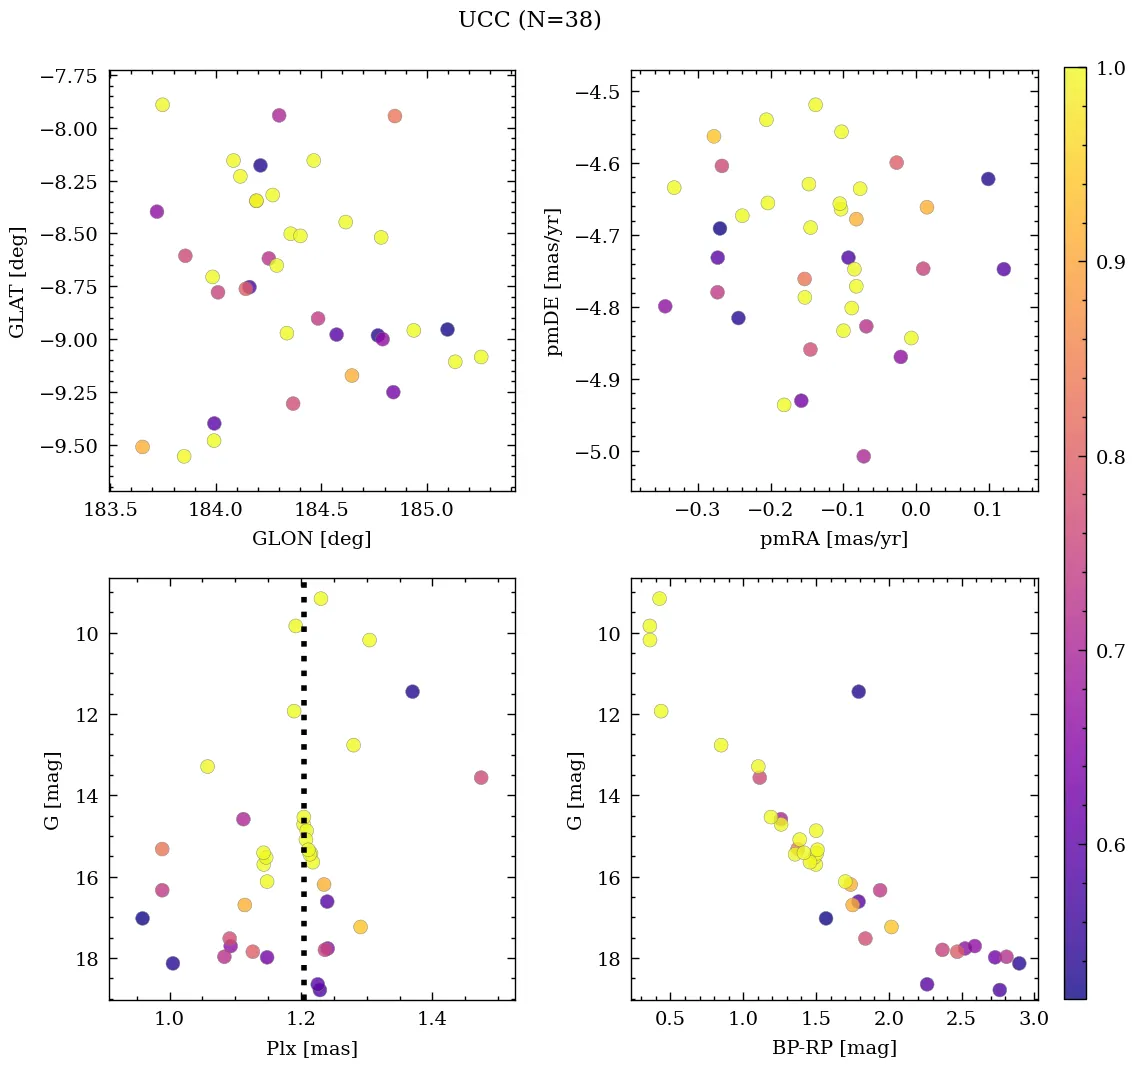 UCC (N=38)
−7.75
−8.00
−8.25
−8.50
−8.75
−9.00
−9.25
−9.50
GLAT [deg]
183.5 184.0 184.5 185.0
GLON [deg]
−4.5
−4.6
−4.7
−4.8
−4.9
−5.0
pmDE [mas/yr]
−0.3 −0.2 −0.1 0.0 0.1
pmRA [mas/yr]
10
12
14
16
18
G [mag]
1.0 1.2 1.4
Plx [mas]
10
12
14
16
18
G [mag]
0.5 1.0 1.5 2.0 2.5 3.0
BP-RP [mag]
1.0
0.9
0.8
0.7
0.6